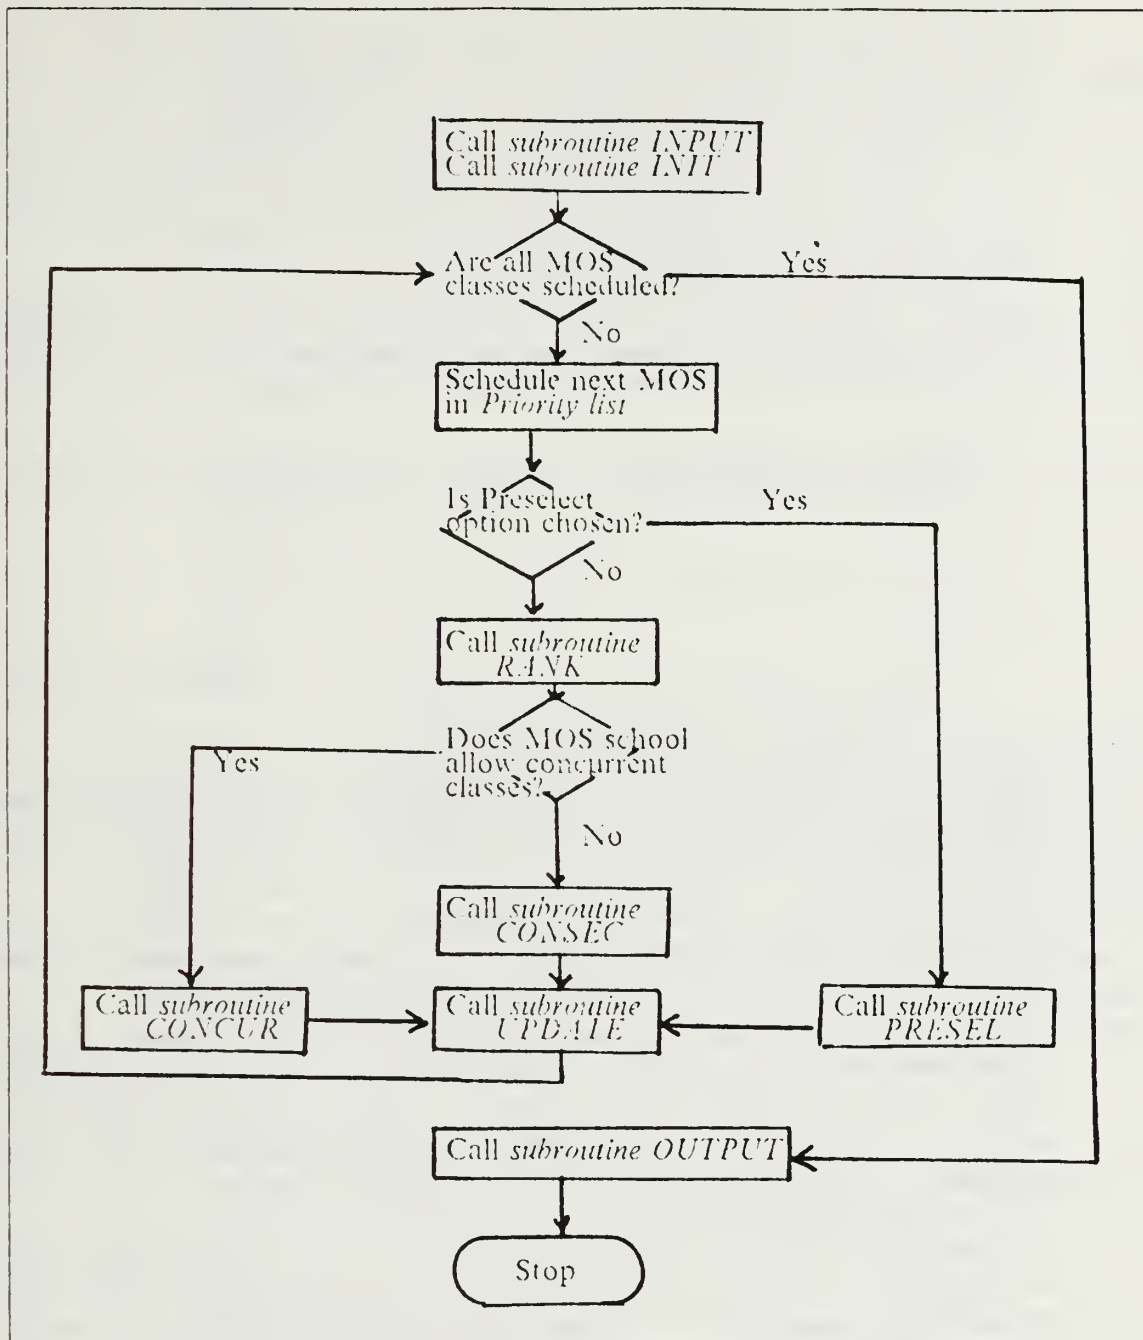 Call subroutine INPUT
Call subroutine INIT
Are all MOS
classes scheduled?
Yes
No
Schedule next MOS
in Priority list
Is Preselect
option chosen?
Yes
No
Call subroutine
RANK
Does MOS school
allow concurrent
classes?
Yes
No
Call subroutine
CONSEC
Call subroutine
CONCUR
Call subroutine
UPDATE
Call subroutine
PRESEL
Call subroutine OUTPUT
Stop